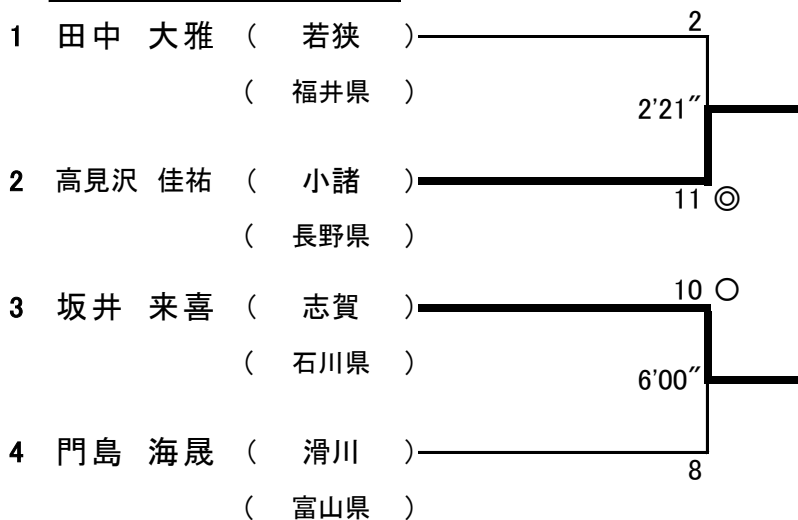 1 田中 大雅 ( 若狭 ) 2
( 福井県 ) 2'21″
2 高見沢 佳祐 ( 小諸 ) 11 ◎
( 長野県 )
3 坂井 来喜 ( 志賀 ) 10 ○
( 石川県 ) 6'00″
4 門島 海晟 ( 滑川 ) 8
( 富山県 )